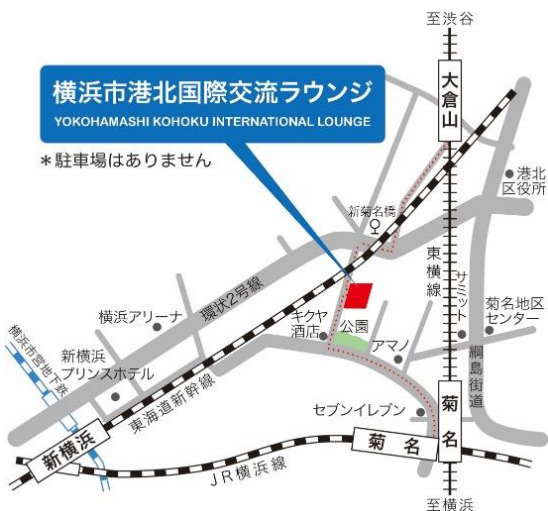 至渋谷
大倉山
横浜市港北国際交流ラウンジ
YOKOHAMASHI KOHOKU INTERNATIONAL LOUNGE
*駐車場はありません
港北
区役所
新菊名橋
東横線
サミット
環状2号線
横浜アリーナ
キクヤ
酒店
公園
アマノ
菊名地区
センター
綱島街道
横浜市営地下鉄
新横浜
プリンスホテル
東海道新幹線
セブンイレブン
菊名
新横浜
菊名
JR横浜線
至横浜